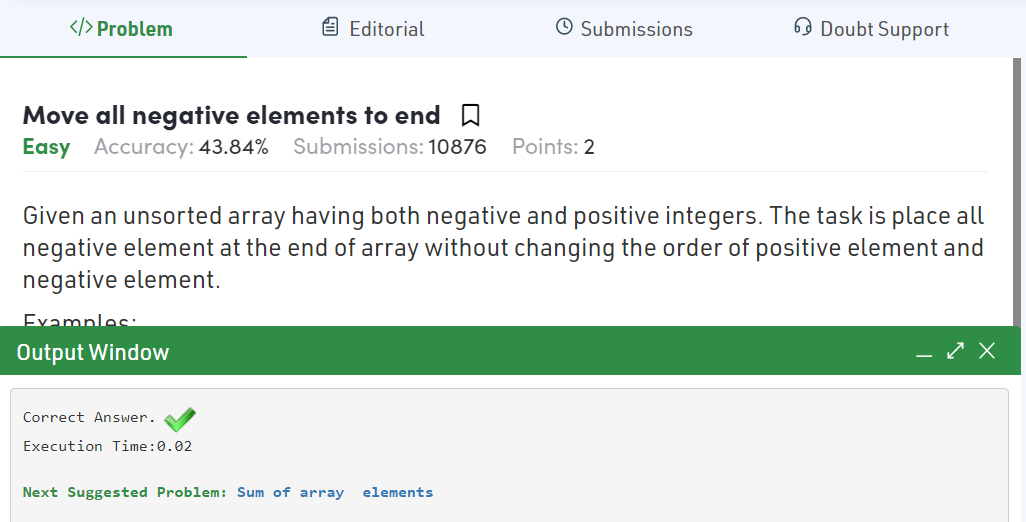 </> Problem Editorial Submissions Doubt Support
Move all negative elements to end
Easy Accuracy: 43.84% Submissions: 10876 Points: 2
Given an unsorted array having both negative and positive integers. The task is place all
negative element at the end of array without changing the order of positive element and
negative element.
Examples:
Output Window
Correct Answer.
Execution Time:0.02
Next Suggested Problem: Sum of array elements